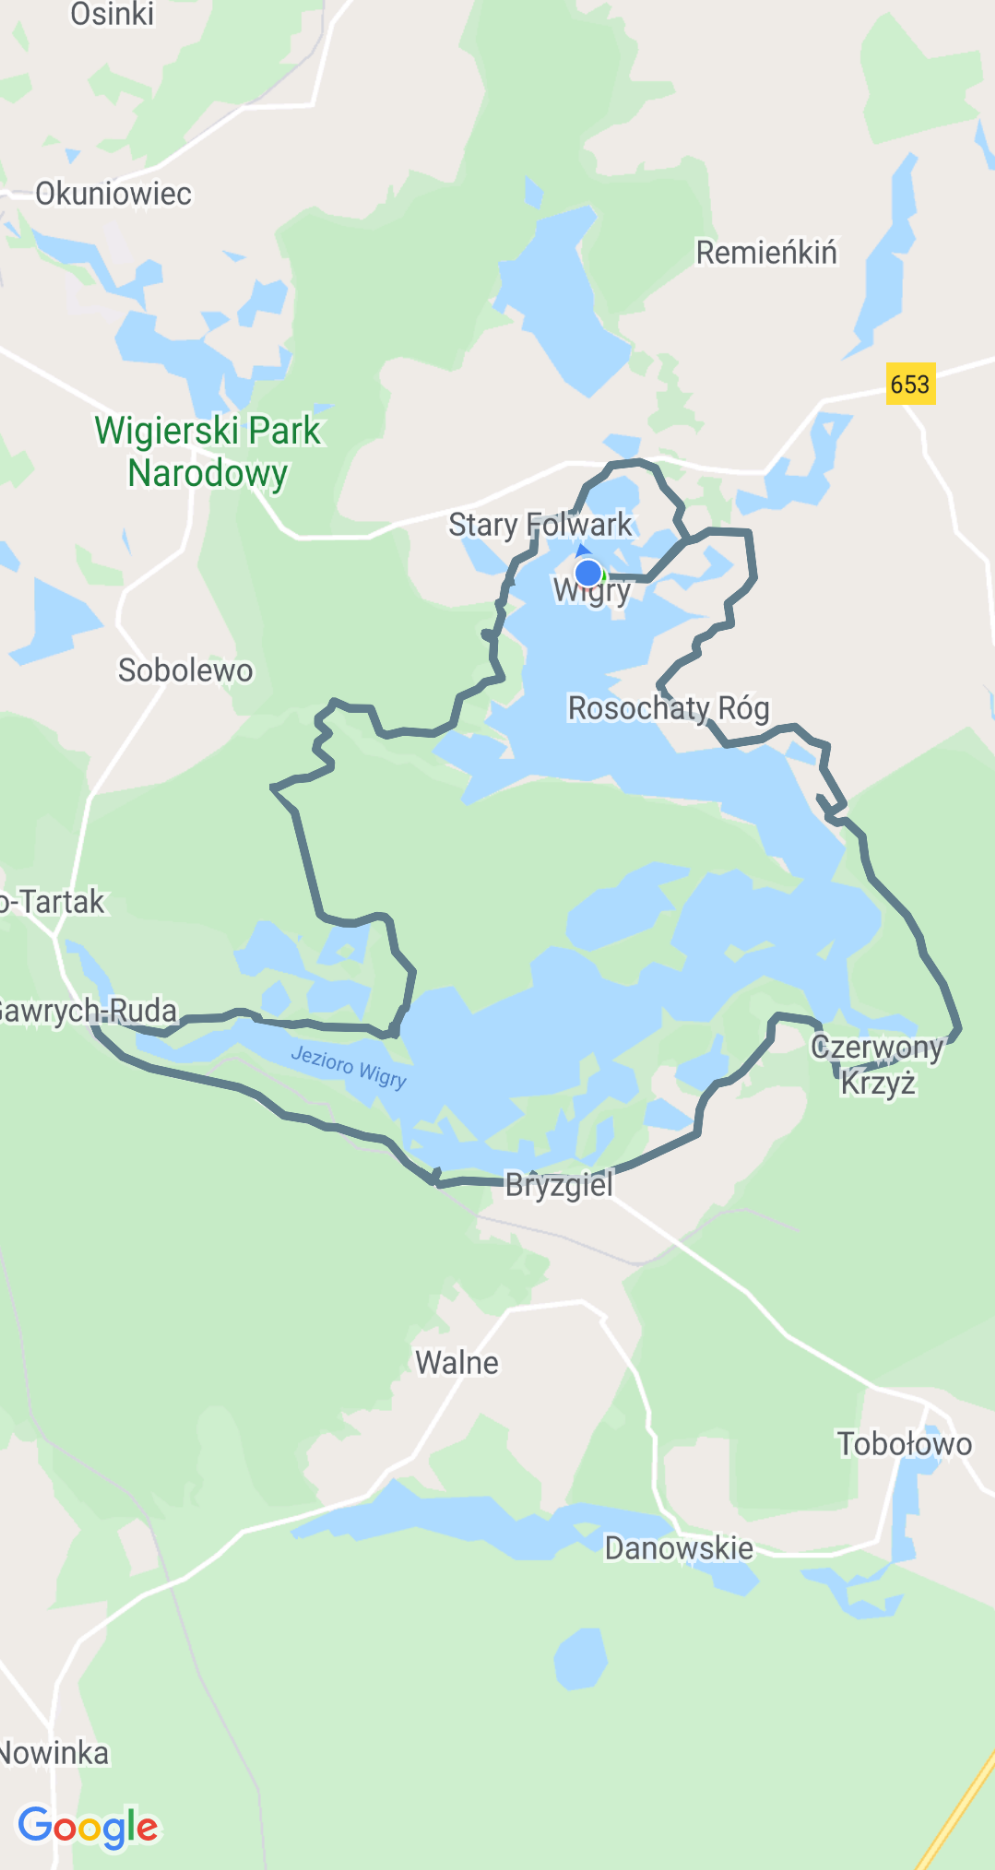 Osinki
Okuniowiec
Remieńkiń
653
Wigierski Park
Narodowy
Stary Folwark
Wigry
Sobolewo
Rosochaty Róg
o-Tartak
Gawrych-Ruda
Jezioro Wigry
Czerwony
Krzyż
Bryzgiel
Walne
Tobołowo
Danowskie
Nowinka
Google